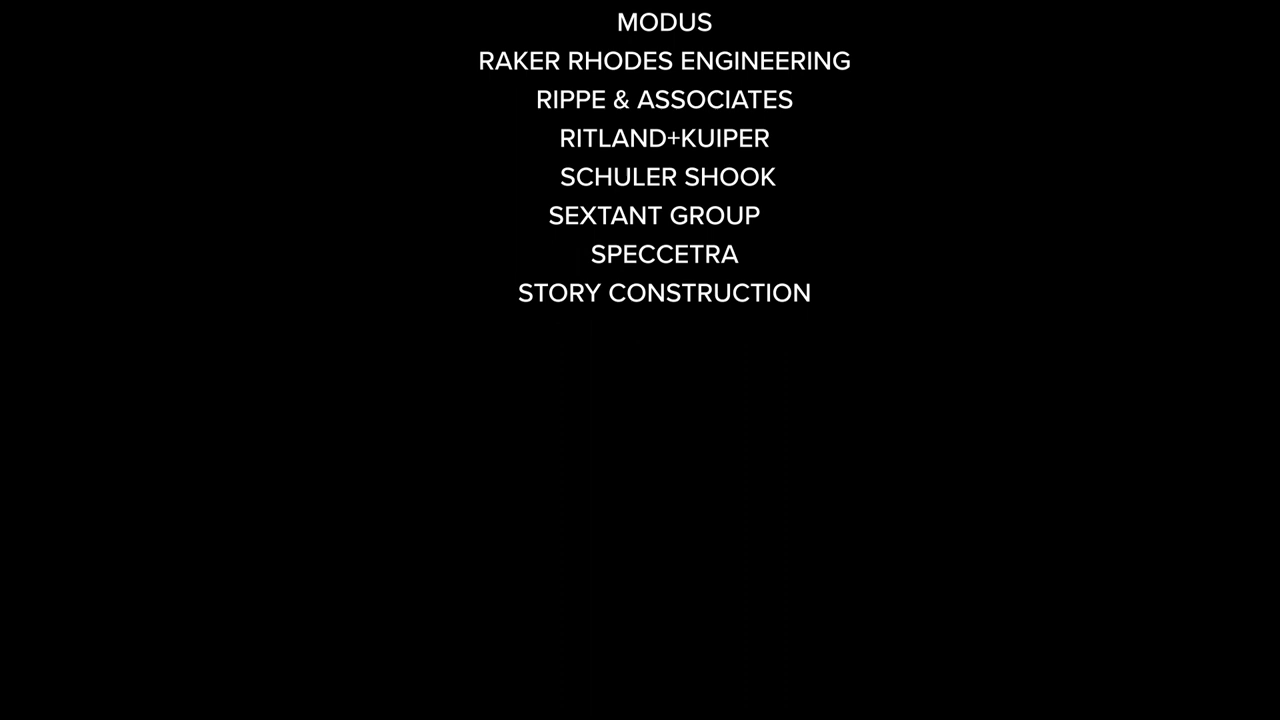 MODUS
RAKER RHODES ENGINEERING
RIPPE & ASSOCIATES
RITLAND+KUIPER
SCHULER SHOOK
SEXTANT GROUP
SPECCETRA
STORY CONSTRUCTION